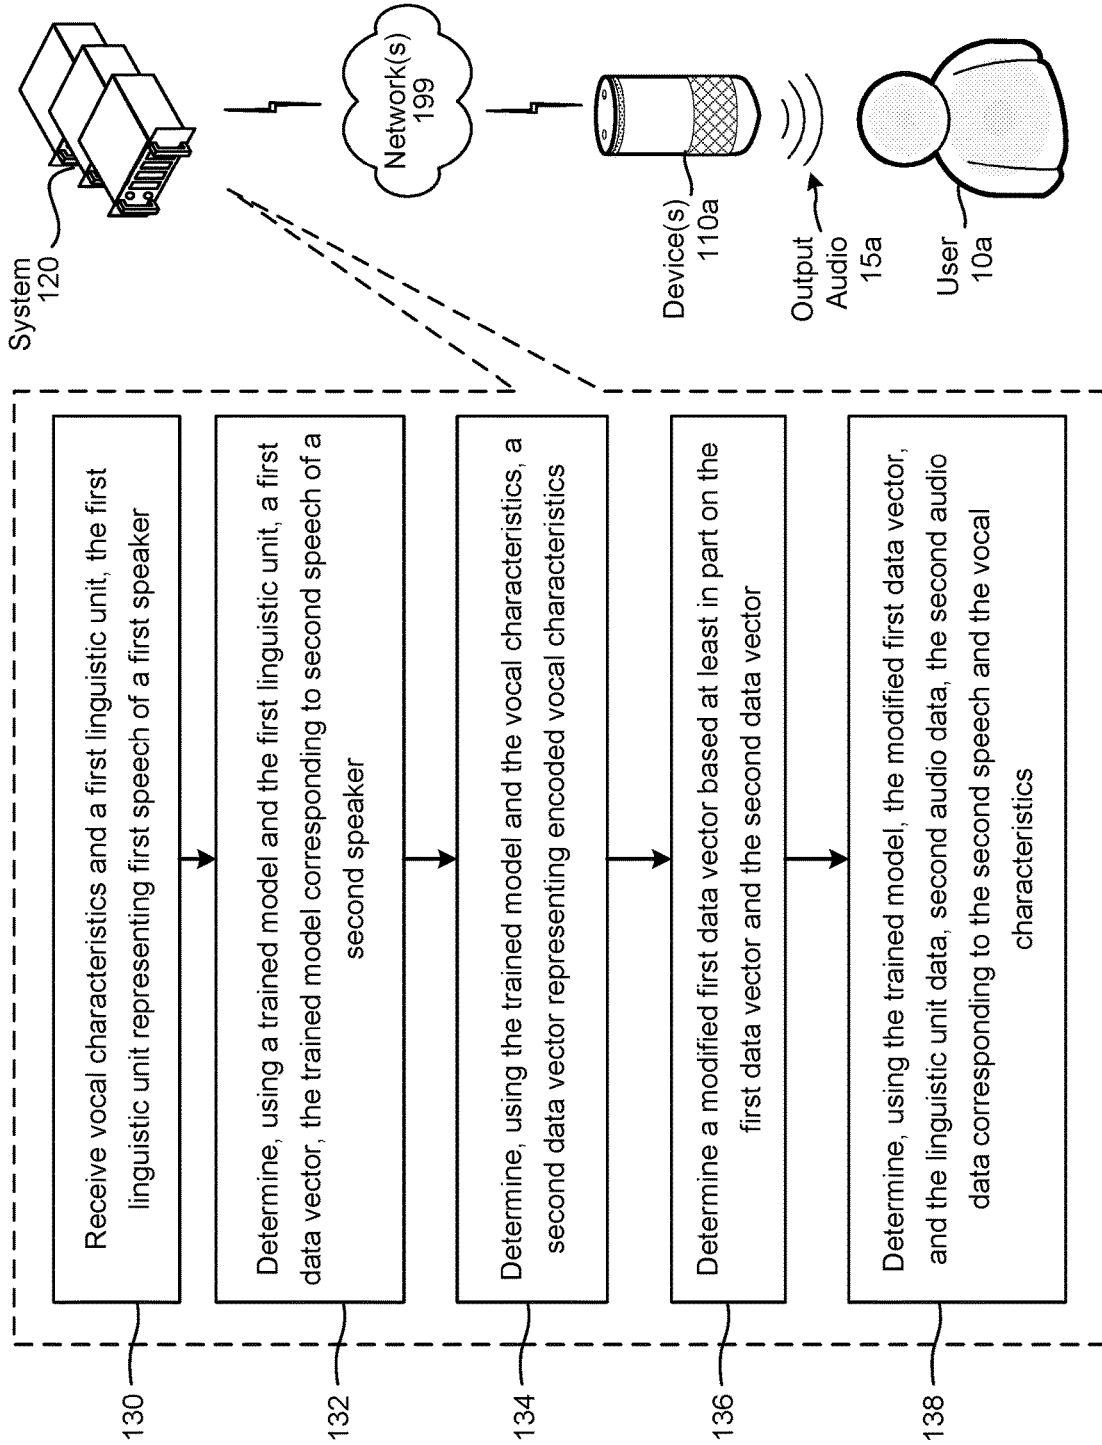 130
Receive vocal characteristics and a first linguistic unit, the first
linguistic unit representing first speech of a first speaker
132
Determine, using a trained model and the first linguistic unit, a first
data vector, the trained model corresponding to second speech of a
second speaker
134
Determine, using the trained model and the vocal characteristics, a
second data vector representing encoded vocal characteristics
136
Determine a modified first data vector based at least in part on the
first data vector and the second data vector
138
Determine, using the trained model, the modified first data vector,
and the linguistic unit data, second audio data, the second audio
data corresponding to the second speech and the vocal
characteristics
System
120
Network(s)
199
Device(s)
110a
Output
Audio
15a
User
10a